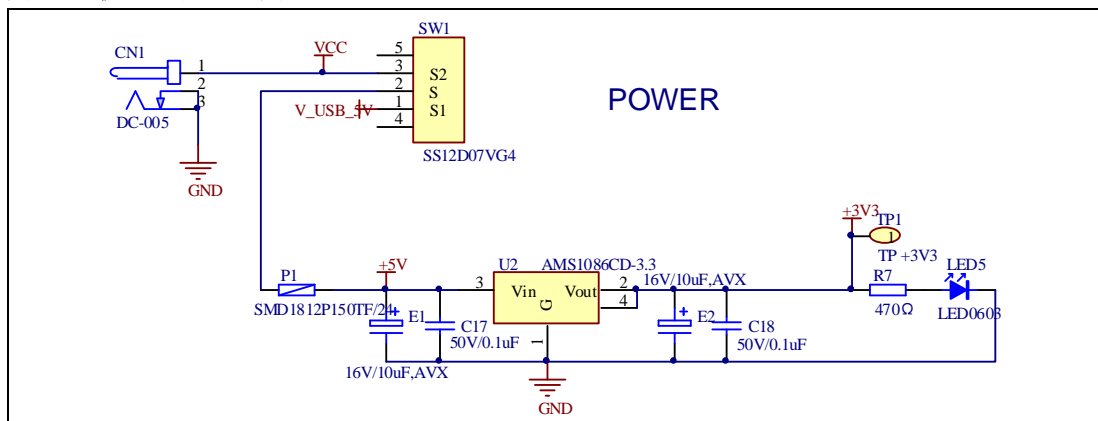 SW1
CN1
VCC
5
1
3
S2
2
2
S
POWER
3
V_USB_5V
1
S1
DC-005
4
SS12D07VG4
GND
+3V3
TP1
1
+5V
U2
AMS1086CD-3.3
TP +3V3
P1
16V/10uF,AVX
R7
LED5
3
Vin
Vout
2
G
4
SMD1812P150TF/24
E1
C17
50V/0.1uF
1
E2
C18
50V/0.1uF
470Ω
LED0603
16V/10uF,AVX
GND